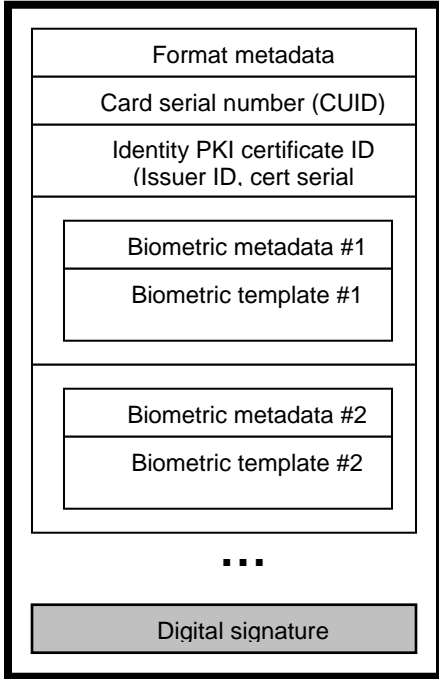 Format metadata
Card serial number (CUID)
Identity PKI certificate ID
(Issuer ID, cert serial
Biometric metadata #1
Biometric template #1
Biometric metadata #2
Biometric template #2
...
Digital signature